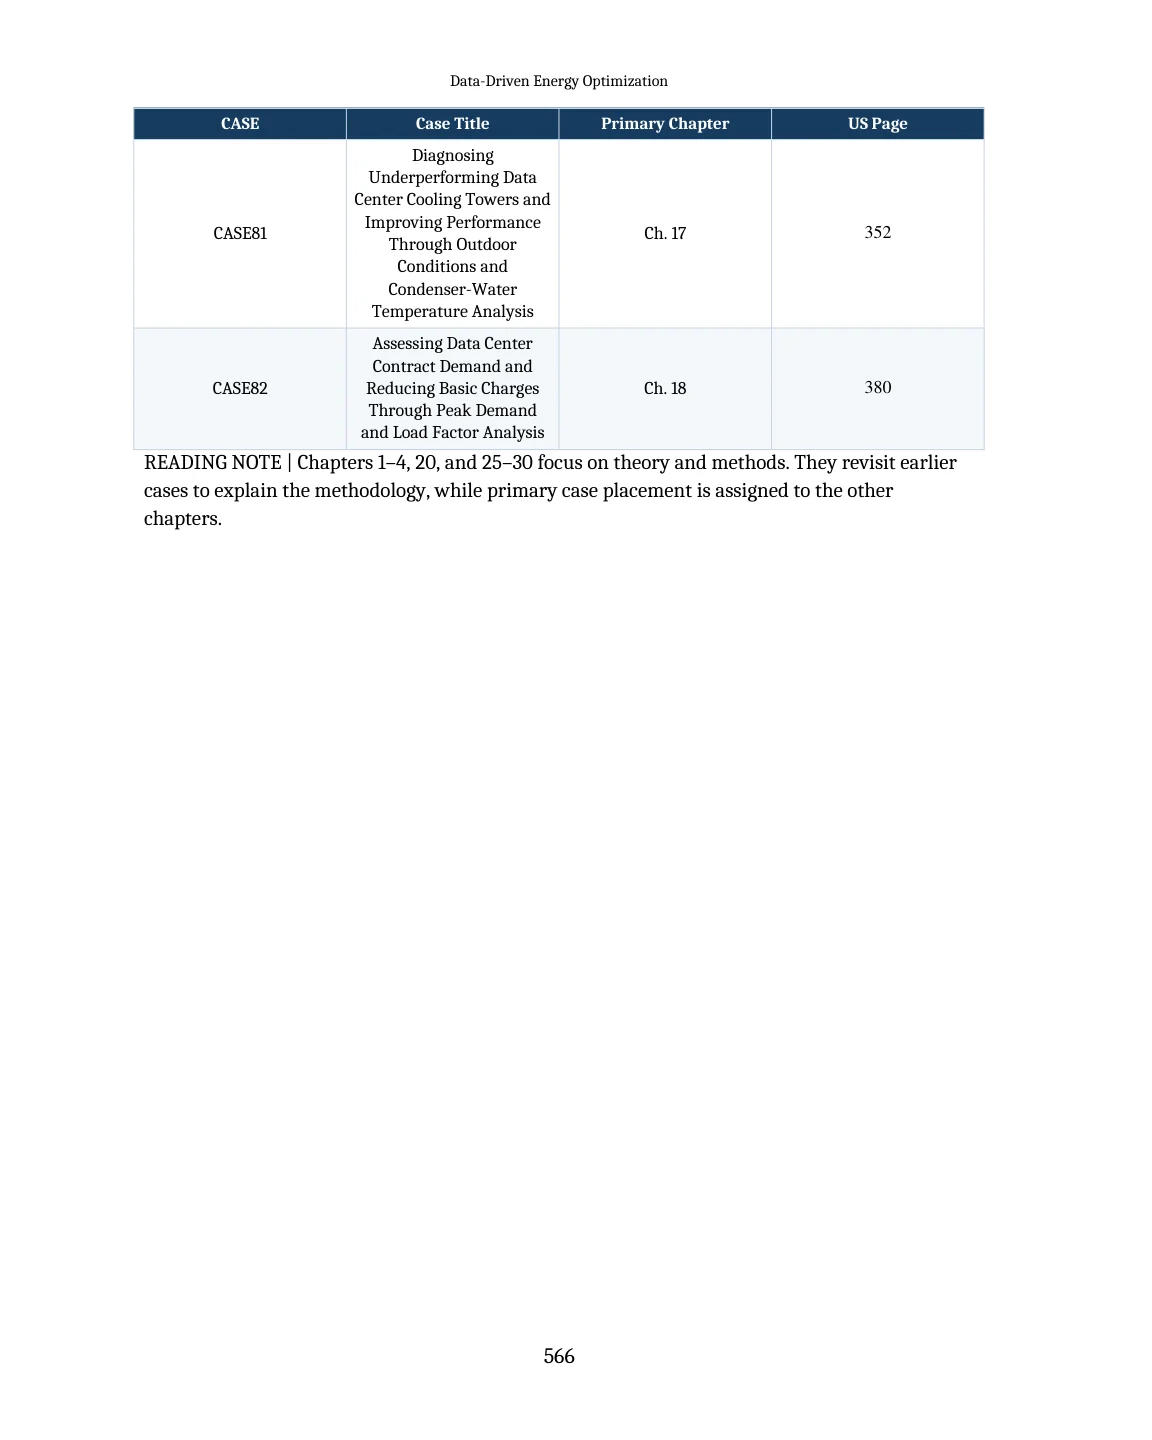 Data-Driven Energy Optimization
CASE Case Title Primary Chapter US Page
Diagnosing
Underperforming Data
Center Cooling Towers and
Improving Performance
CASE81 Through Outdoor Ch. 17 352
Conditions and
Condenser-Water
Temperature Analysis
Assessing Data Center
Contract Demand and
CASE82 Reducing Basic Charges Ch. 18 380
Through Peak Demand
and Load Factor Analysis
READING NOTE | Chapters 1–4, 20, and 25–30 focus on theory and methods. They revisit earlier
cases to explain the methodology, while primary case placement is assigned to the other
chapters.
566